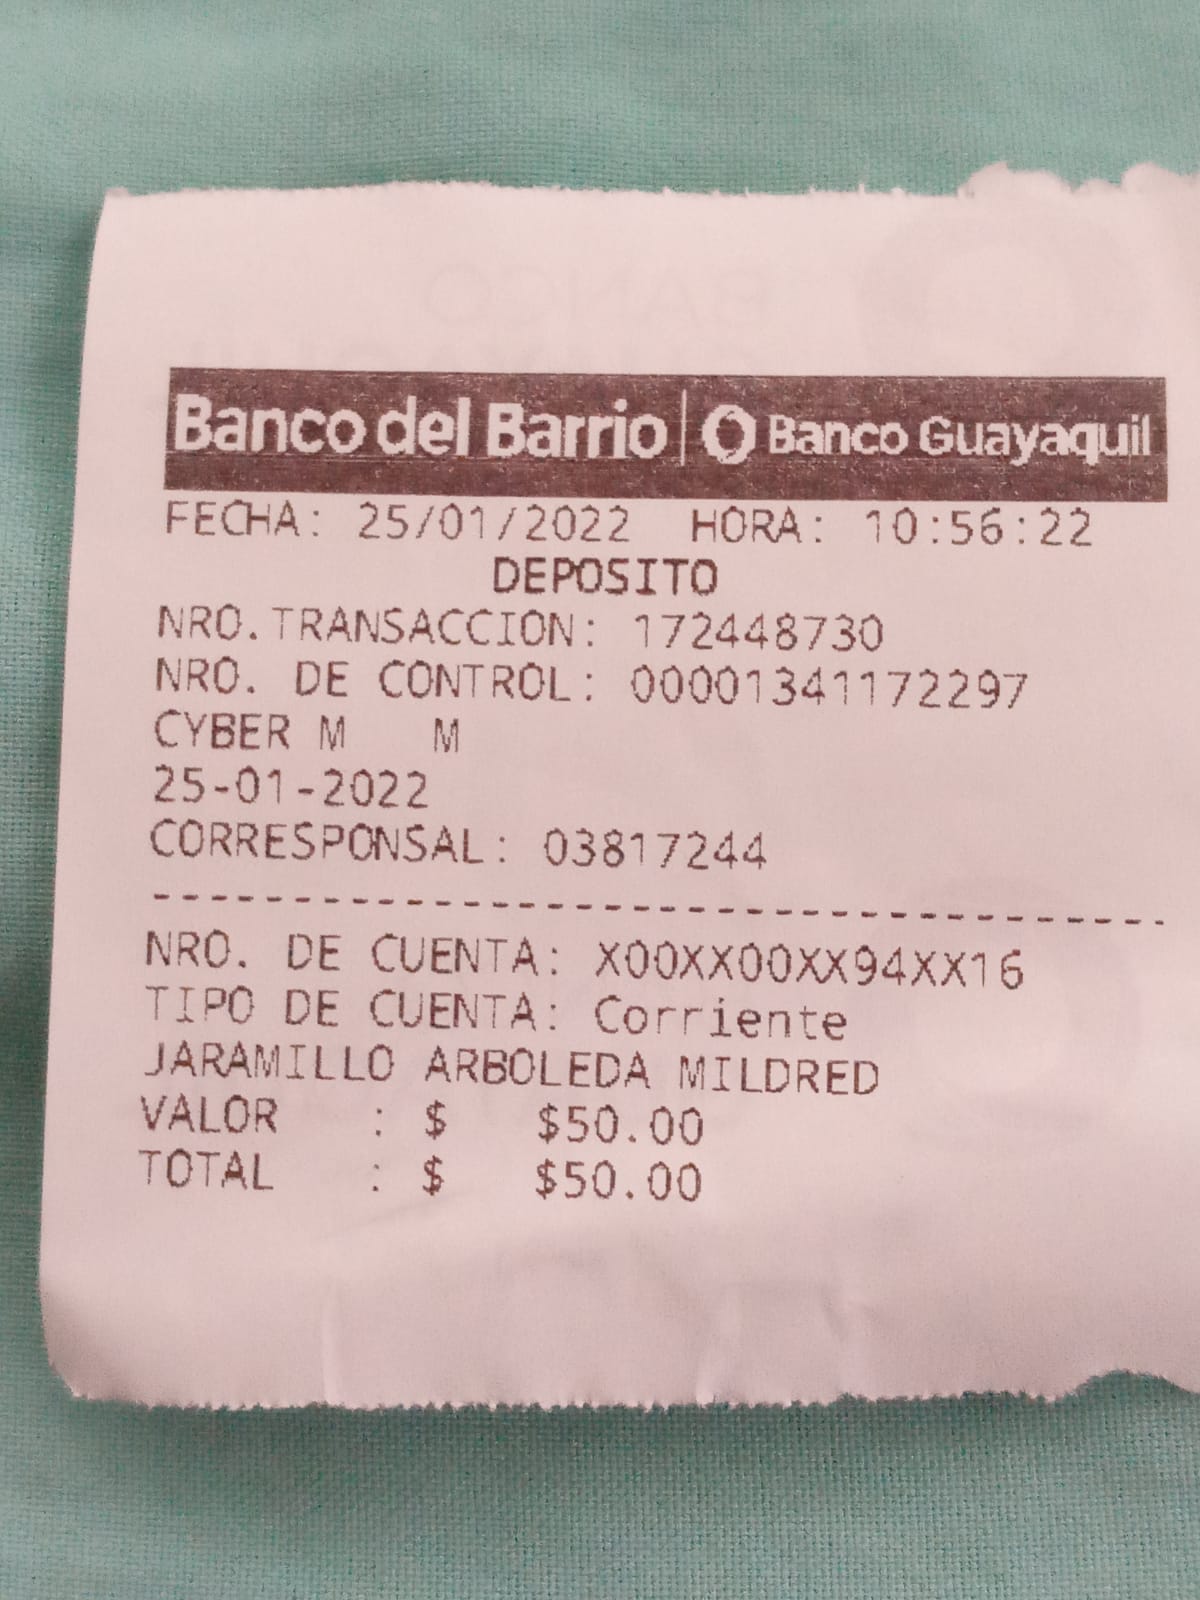 Banco del Barrio | Banco Guayaquil
FECHA: 25/01/2022 HORA: 10:56:22
DEPOSITO
NRO.TRANSACCION: 172448730
NRO. DE CONTROL: 00001341172297
CYBER M M
25-01-2022
CORRESPONSAL: 03817244
--------------------------------------
NRO. DE CUENTA: X00XX00XX94XX16
TIPO DE CUENTA: Corriente
JARAMILLO ARBOLEDA MILDRED
VALOR : $ $50.00
TOTAL : $ $50.00